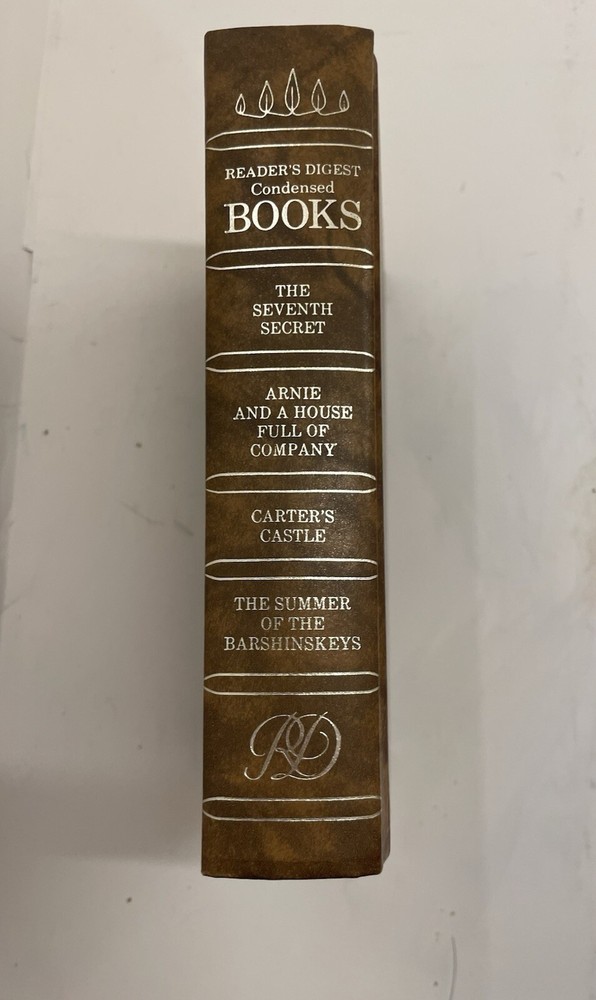 READER'S DIGEST
Condensed
BOOKS
THE
SEVENTH
SECRET
ARNIE
AND A HOUSE
FULL OF
COMPANY
CARTER'S
CASTLE
THE SUMMER
OF THE
BARSHINSKEYS
RD